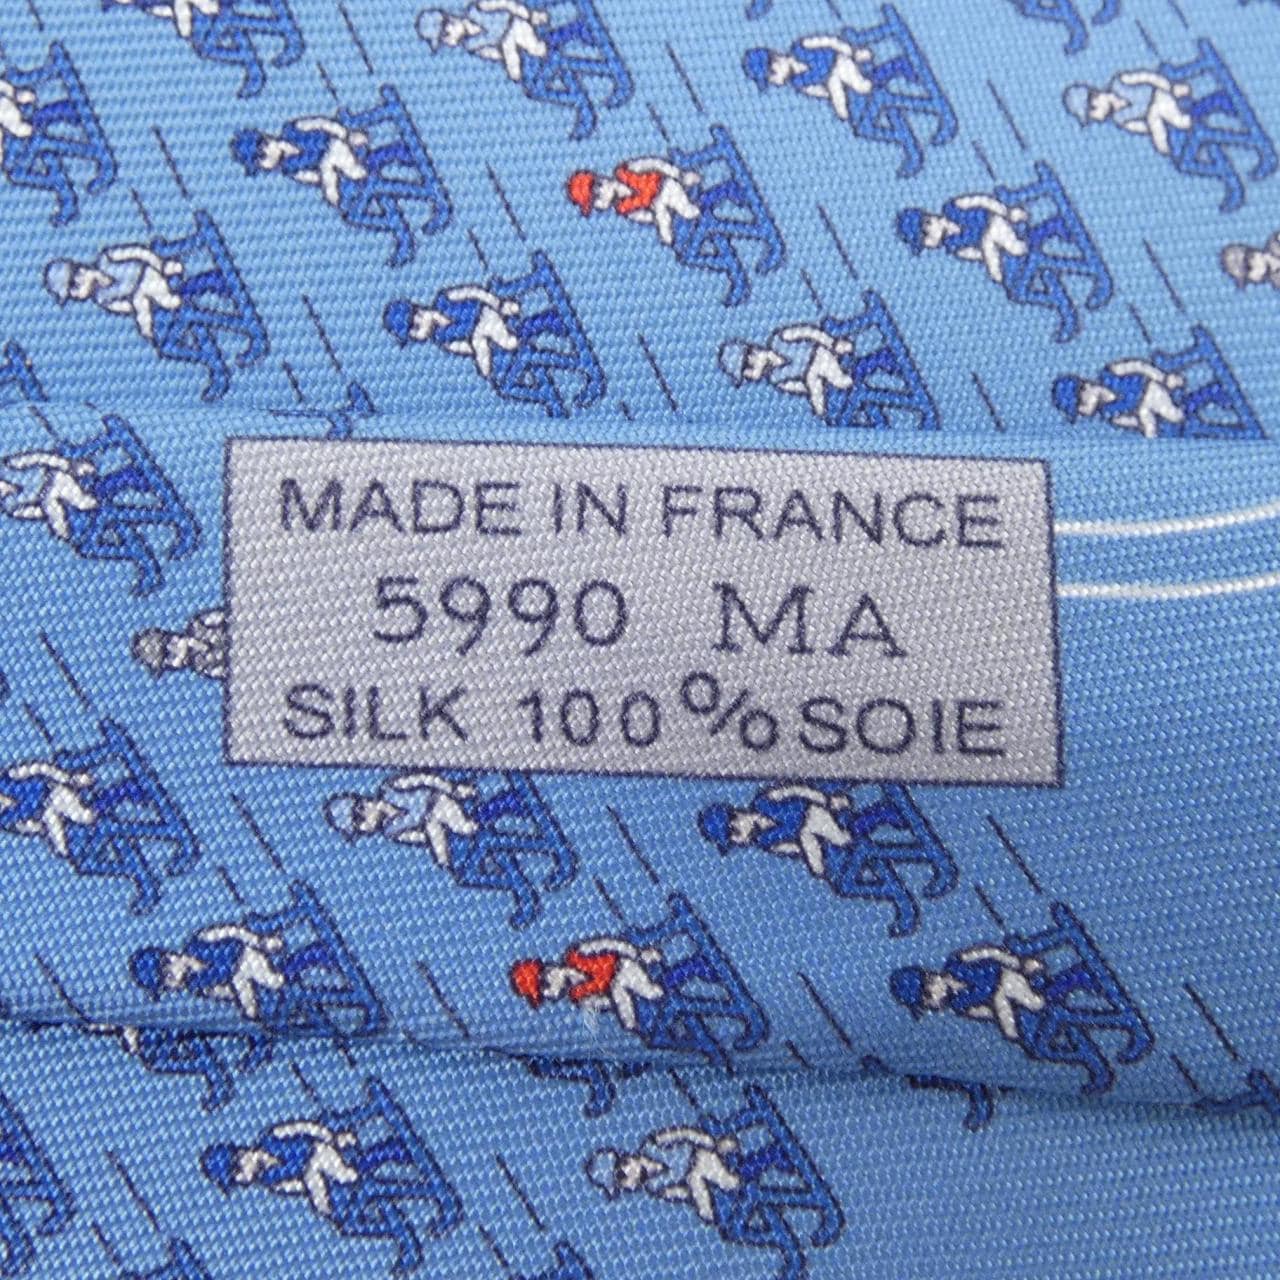 MADE IN FRANCE
5990 MA
SILK 100% SOIE